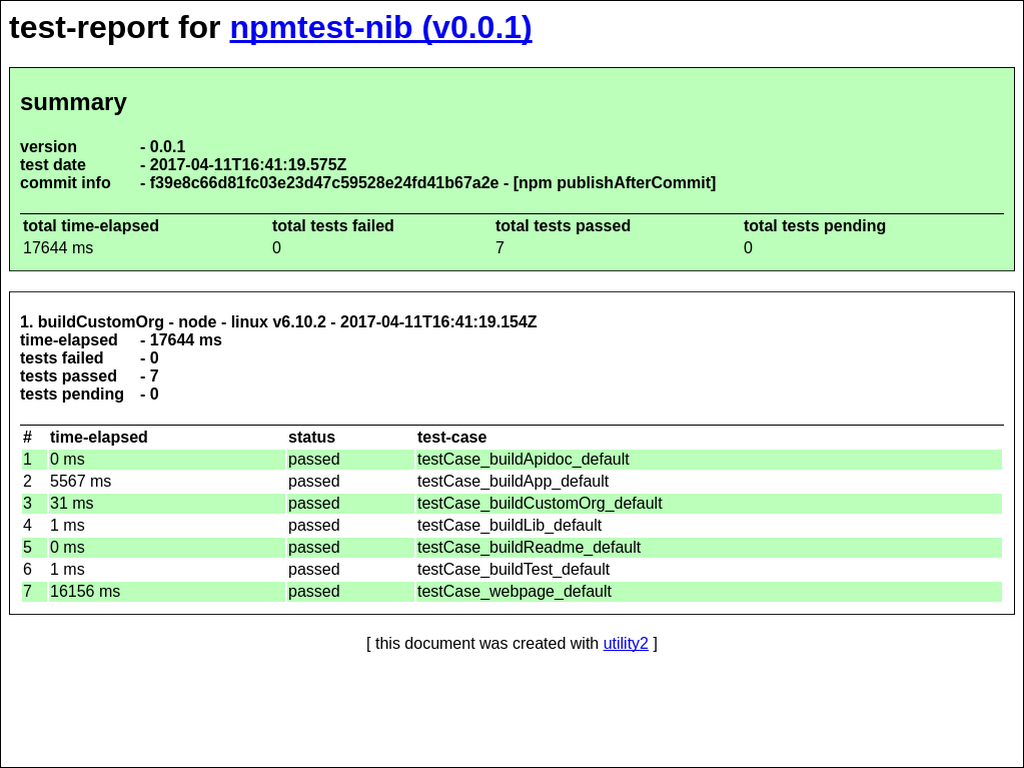 test-report for npmtest-nib (v0.0.1)
summary
version - 0.0.1
test date - 2017-04-11T16:41:19.575Z
commit info - f39e8c66d81fc03e23d47c59528e24fd41b67a2e - [npm publishAfterCommit]
total time-elapsed total tests failed total tests passed total tests pending
17644 ms 0 7 0
1. buildCustomOrg - node - linux v6.10.2 - 2017-04-11T16:41:19.154Z
time-elapsed - 17644 ms
tests failed - 0
tests passed - 7
tests pending - 0
# time-elapsed status test-case
1 0 ms passed testCase_buildApidoc_default
2 5567 ms passed testCase_buildApp_default
3 31 ms passed testCase_buildCustomOrg_default
4 1 ms passed testCase_buildLib_default
5 0 ms passed testCase_buildReadme_default
6 1 ms passed testCase_buildTest_default
7 16156 ms passed testCase_webpage_default
[ this document was created with utility2 ]